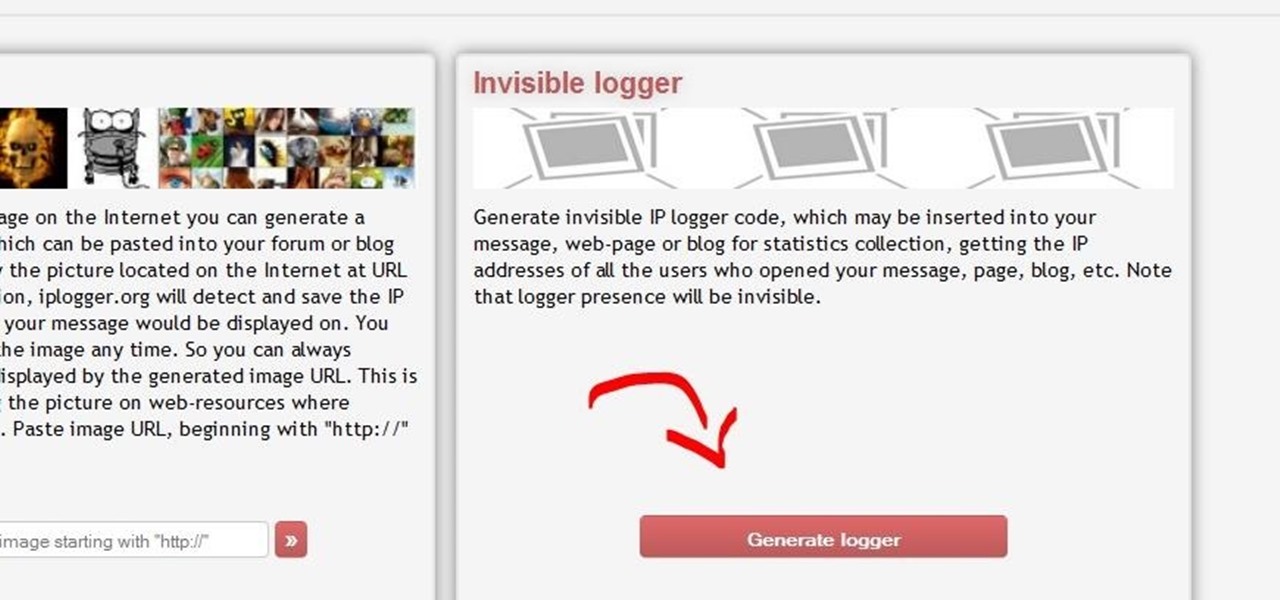 age on the Internet you can generate a
hich can be pasted into your forum or blog
the picture located on the Internet at URL
ion, iplogger.org will detect and save the IP
your message would be displayed on. You
the image any time. So you can always
displayed by the generated image URL. This is
the picture on web-resources where
. Paste image URL, beginning with "http://"
image starting with "http://"
»
Invisible logger
Generate invisible IP logger code, which may be inserted into your
message, web-page or blog for statistics collection, getting the IP
addresses of all the users who opened your message, page, blog, etc. Note
that logger presence will be invisible.
Generate logger